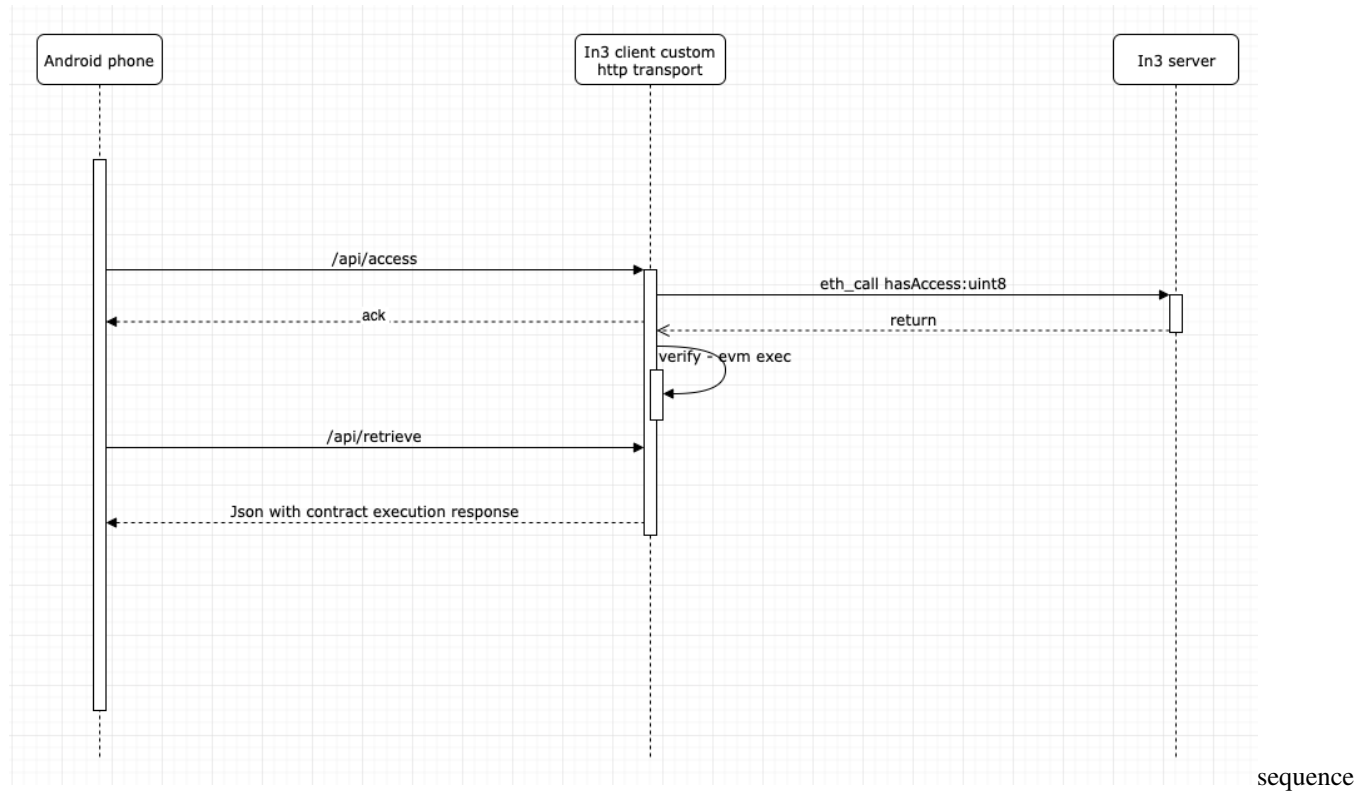 Android phone
In3 client custom
http transport
In3 server
/api/access
eth_call hasAccess:uint8
ack
return
verify - evm exec
/api/retrieve
Json with contract execution response
sequence